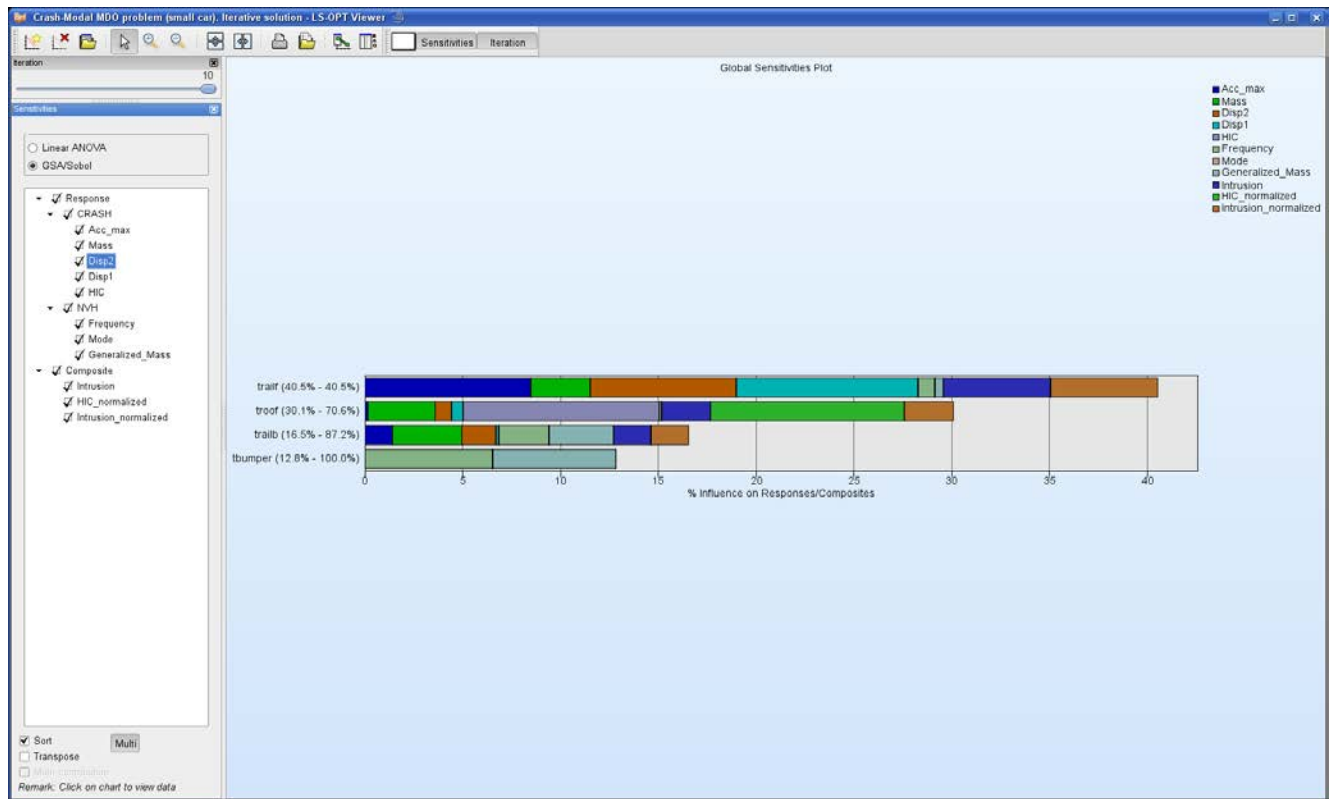 Crash-Modal MDO problem (small car). Iterative solution - LS-OPT Viewer
Sensitivities Iteration
Iteration
10
Sensitivities
Linear ANOVA
GSA/Sobol
Response
CRASH
Acc_max
Mass
Disp2
Disp1
HIC
NVH
Frequency
Mode
Generalized_Mass
Composite
Intrusion
HIC_normalized
Intrusion_normalized
Sort
Multi
Transpose
Main contribution
Remark: Click on chart to view data
Global Sensitivities Plot
Acc_max
Mass
Disp2
Disp1
HIC
Frequency
Mode
Generalized_Mass
Intrusion
HIC_normalized
Intrusion_normalized
trailf (40.5% - 40.5%)
troof (30.1% - 70.6%)
trailb (16.5% - 87.2%)
tbumper (12.8% - 100.0%)
0 5 10 15 20 25 30 35 40
% Influence on Responses/Composites